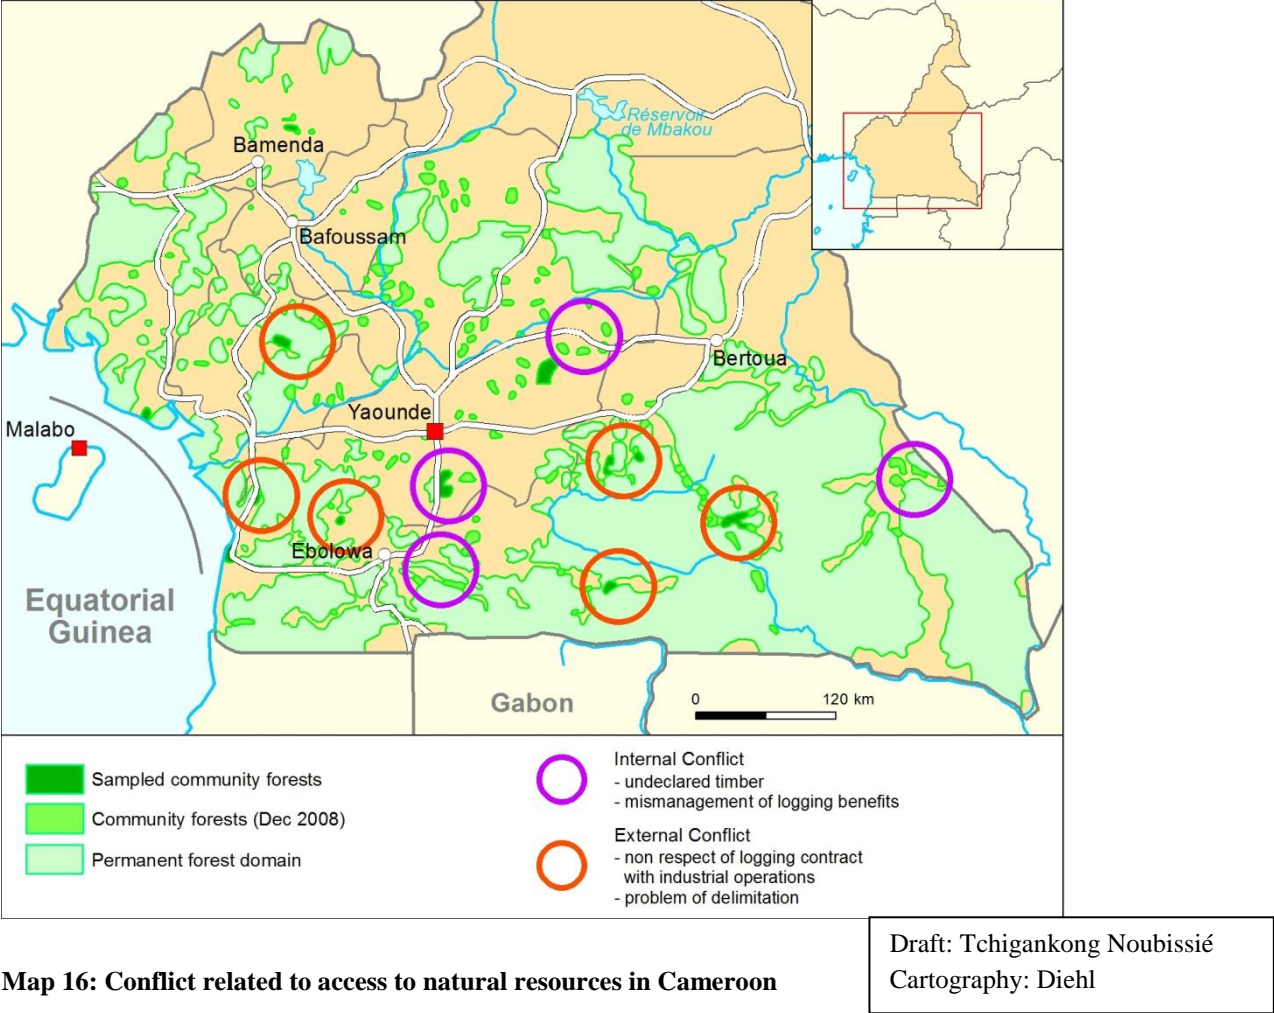 Réservoir
de Mbakou
Bamenda
Bafoussam
Bertoua
Yaounde
Malabo
Ebolowa
Equatorial
Guinea
Gabon
0 120 km
Sampled community forests
Community forests (Dec 2008)
Permanent forest domain
Internal Conflict
- undeclared timber
- mismanagement of logging benefits
External Conflict
- non respect of logging contract
with industrial operations
- problem of delimitation
Draft: Tchigankong Noubissié
Cartography: Diehl
Map 16: Conflict related to access to natural resources in Cameroon